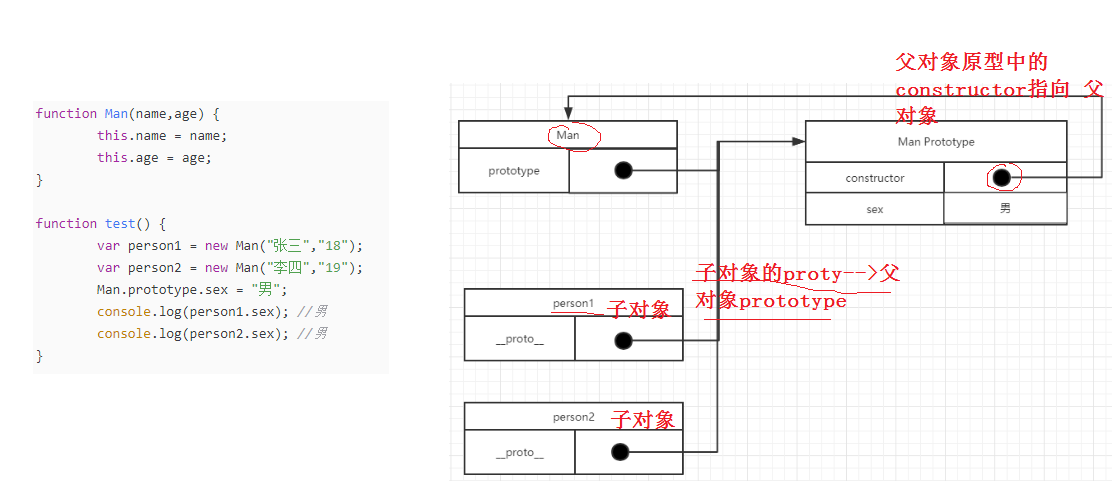 function Man(name,age) {
this.name = name;
this.age = age;
}
function test() {
var person1 = new Man("张三","18");
var person2 = new Man("李四","19");
Man.prototype.sex = "男";
console.log(person1.sex); //男
console.log(person2.sex); //男
}
父对象原型中的
constructor指向 父
对象
Man
prototype
Man Prototype
constructor
sex
男
子对象的proty-->父
对象prototype
person1
子对象
__proto__
person2
子对象
__proto__